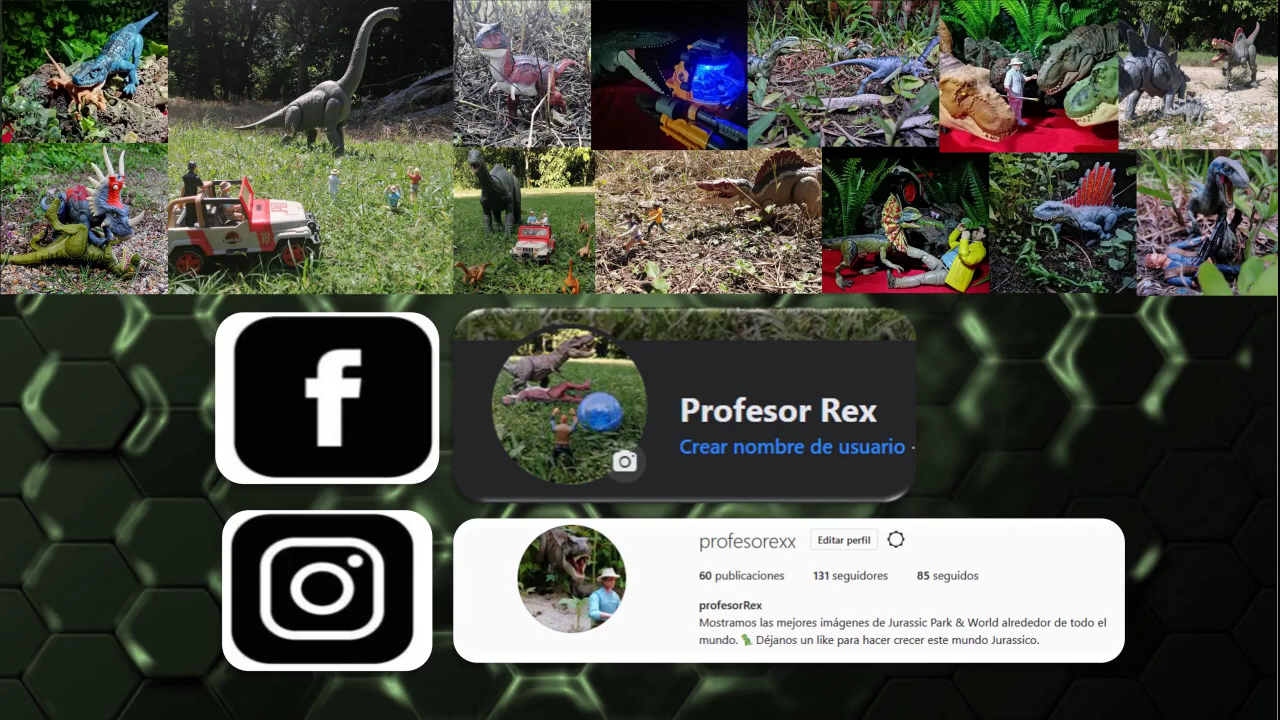 18
f
Profesor Rex
Crear nombre de usuario ·
profesorexx Editar perfil
60 publicaciones 131 seguidores 85 seguidos
profesorRex
Mostramos las mejores imágenes de Jurassic Park & World alrededor de todo el
mundo. 🦖 Déjanos un like para hacer crecer este mundo Jurassico.